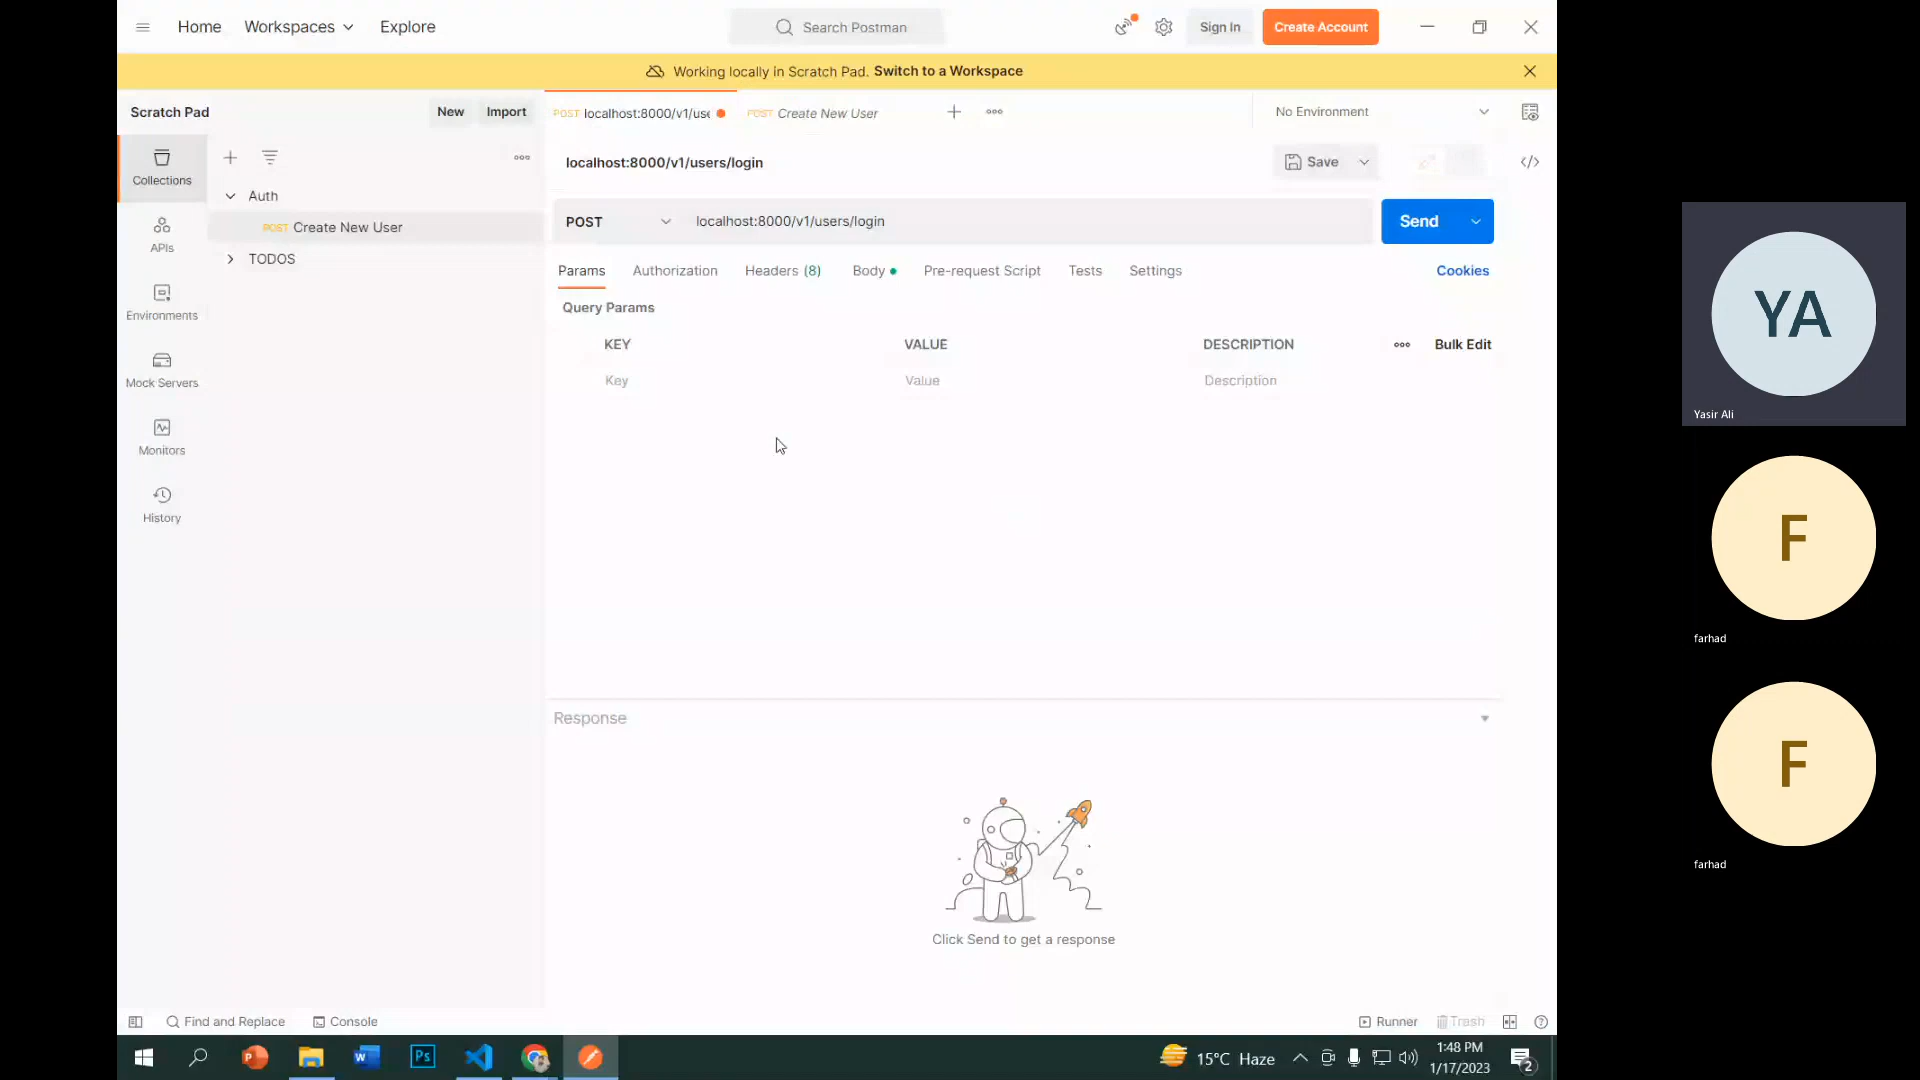 Home Workspaces Explore Search Postman Sign In Create Account
Working locally in Scratch Pad. Switch to a Workspace
Scratch Pad New Import POST localhost:8000/v1/use POST Create New User No Environment
Collections
APIs
Environments
Mock Servers
Monitors
History
Auth
POST Create New User
TODOS
localhost:8000/v1/users/login Save
POST localhost:8000/v1/users/login Send
Params Authorization Headers (8) Body Pre-request Script Tests Settings Cookies
Query Params
KEY VALUE DESCRIPTION Bulk Edit
Key Value Description
Response
Click Send to get a response
Find and Replace Console Runner Trash
15°C Haze 1:48 PM
1/17/2023
2
P
W
Ps
YA
Yasir Ali
F
farhad
F
farhad